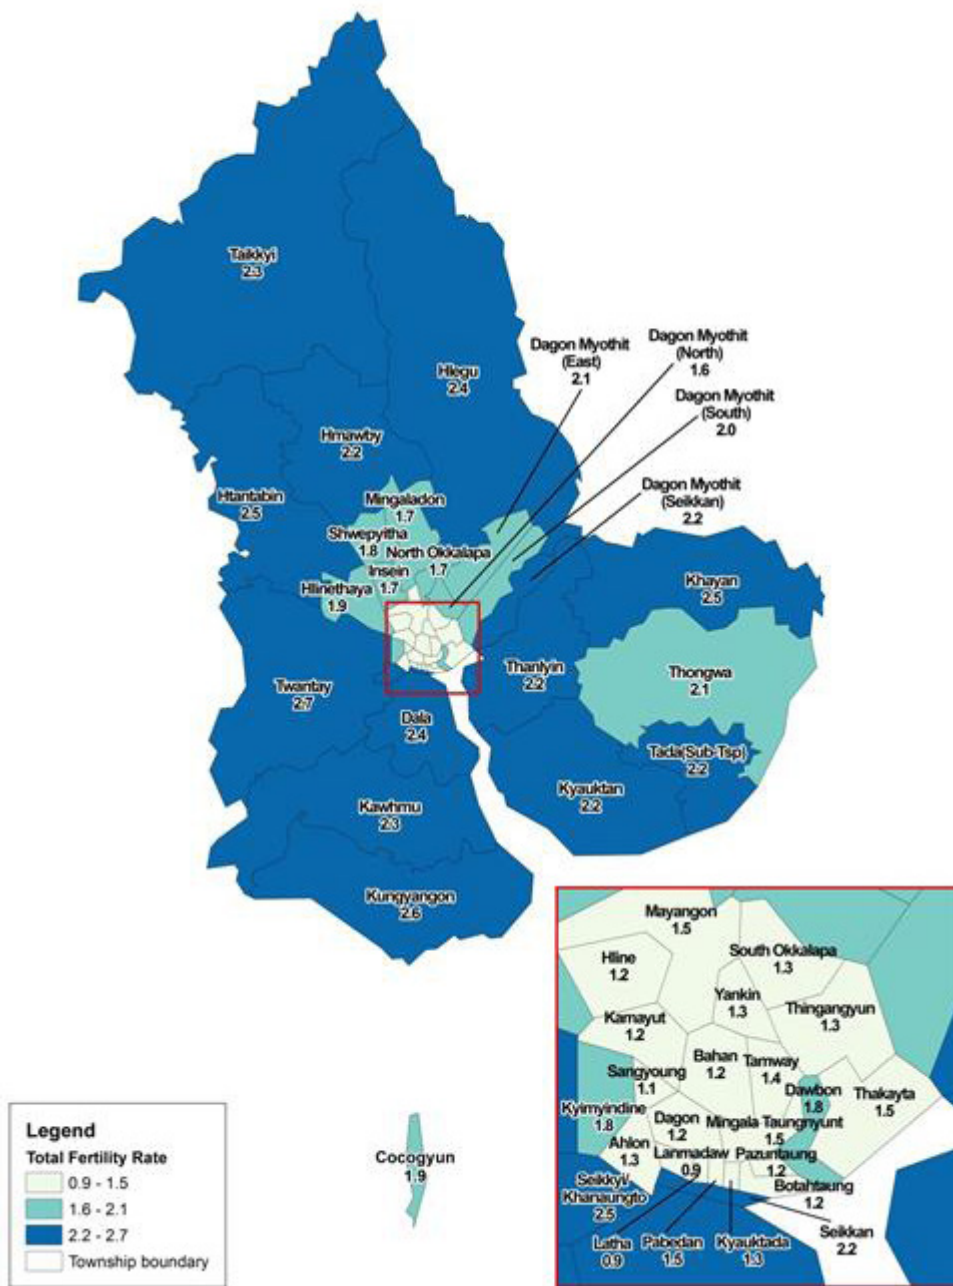 Taikkyi
2.3
Hlegu
2.4
Dagon Myothit
(East)
2.1
Dagon Myothit
(North)
1.6
Dagon Myothit
(South)
2.0
Dagon Myothit
(Seikkan)
2.2
Hmawby
2.2
Htantabin
2.5
Mingaladon
1.7
Shwepyitha
1.8
North Okkalapa
1.7
Insein
1.7
Hlinethaya
1.9
Khayan
2.5
Thongwa
2.1
Thanlyin
2.2
Twantay
2.7
Dala
2.4
Tada(Sub-Tsp)
2.2
Kyauktan
2.2
Kawhmu
2.3
Kungyangon
2.6
Mayangon
1.5
South Okkalapa
1.3
Hline
1.2
Yankin
1.3
Thingangyun
1.3
Kamayut
1.2
Bahan
1.2
Tamway
1.4
Sangyoung
1.1
Dawbon
1.8
Thakayta
1.5
Kyimyindine
1.8
Dagon
1.2
Mingala Taungnyunt
1.5
Ahlon
1.3
Lanmadaw
0.9
Pazuntaung
1.2
Botahtaung
1.2
Seikkyi/
Khanaungto
2.5
Latha
0.9
Pabedan
1.5
Kyauktada
1.3
Seikkan
2.2
Cocogyun
1.9
Legend
Total Fertility Rate
0.9 - 1.5
1.6 - 2.1
2.2 - 2.7
Township boundary